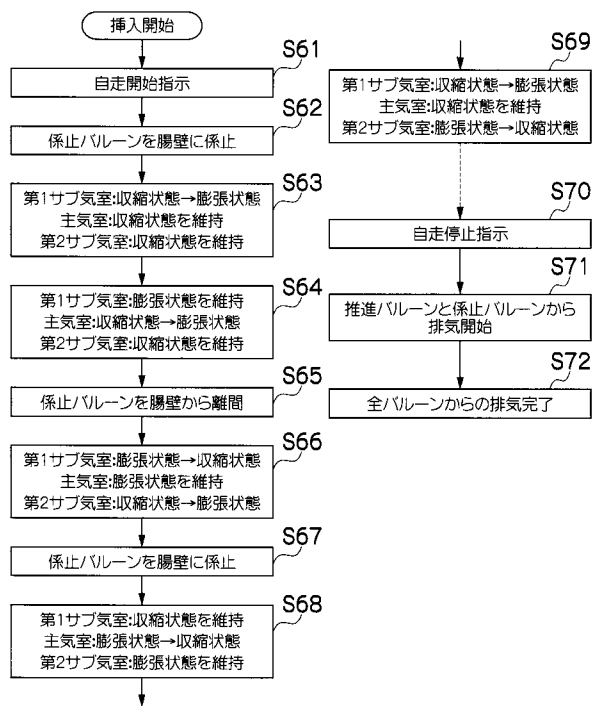 挿入開始
S61
自走開始指示
S62
係止バルーンを腸壁に係止
S63
第1サブ気室:収縮状態→膨張状態
主気室:収縮状態を維持
第2サブ気室:収縮状態を維持
S64
第1サブ気室:膨張状態を維持
主気室:収縮状態→膨張状態
第2サブ気室:収縮状態を維持
S65
係止バルーンを腸壁から離間
S66
第1サブ気室:膨張状態→収縮状態
主気室:膨張状態を維持
第2サブ気室:収縮状態→膨張状態
S67
係止バルーンを腸壁に係止
S68
第1サブ気室:収縮状態を維持
主気室:膨張状態→収縮状態
第2サブ気室:膨張状態を維持
S69
第1サブ気室:収縮状態→膨張状態
主気室:収縮状態を維持
第2サブ気室:膨張状態→収縮状態
S70
自走停止指示
S71
推進バルーンと係止バルーンから
排気開始
S72
全バルーンからの排気完了